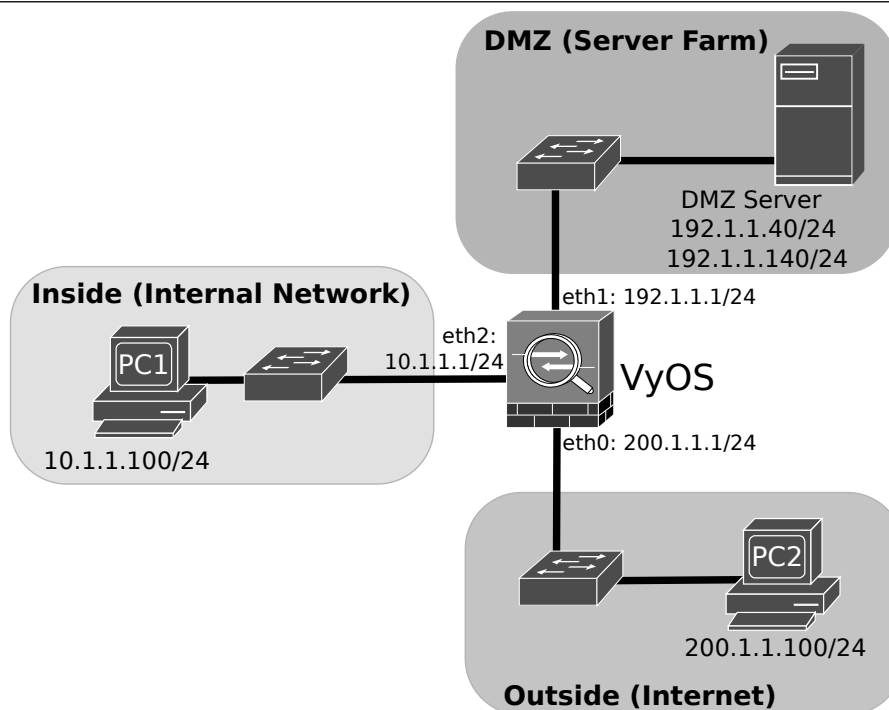 DMZ (Server Farm)
DMZ Server
192.1.1.40/24
192.1.1.140/24
eth1: 192.1.1.1/24
Inside (Internal Network)
PC1
10.1.1.100/24
eth2:
10.1.1.1/24
VyOS
eth0: 200.1.1.1/24
PC2
200.1.1.100/24
Outside (Internet)